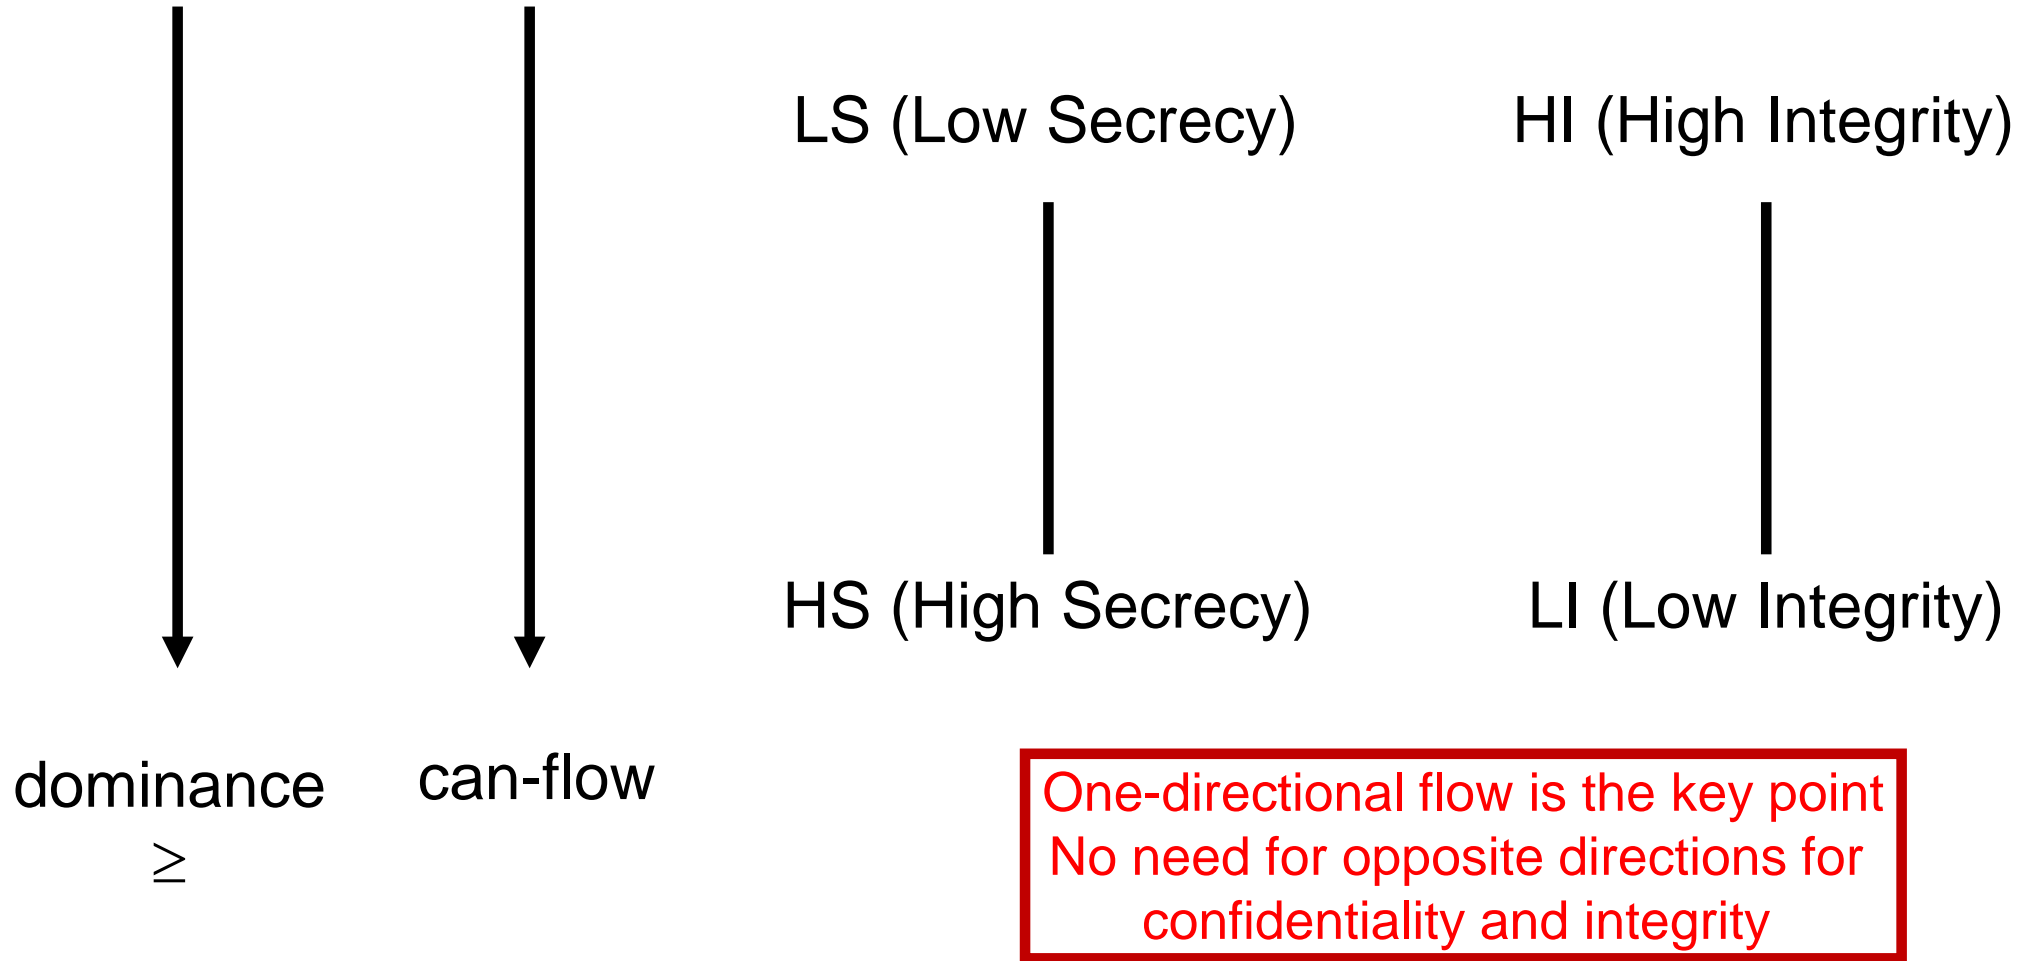 LS (Low Secrecy)
HI (High Integrity)
HS (High Secrecy)
LI (Low Integrity)
dominance
≥
can-flow
One-directional flow is the key point
No need for opposite directions for
confidentiality and integrity